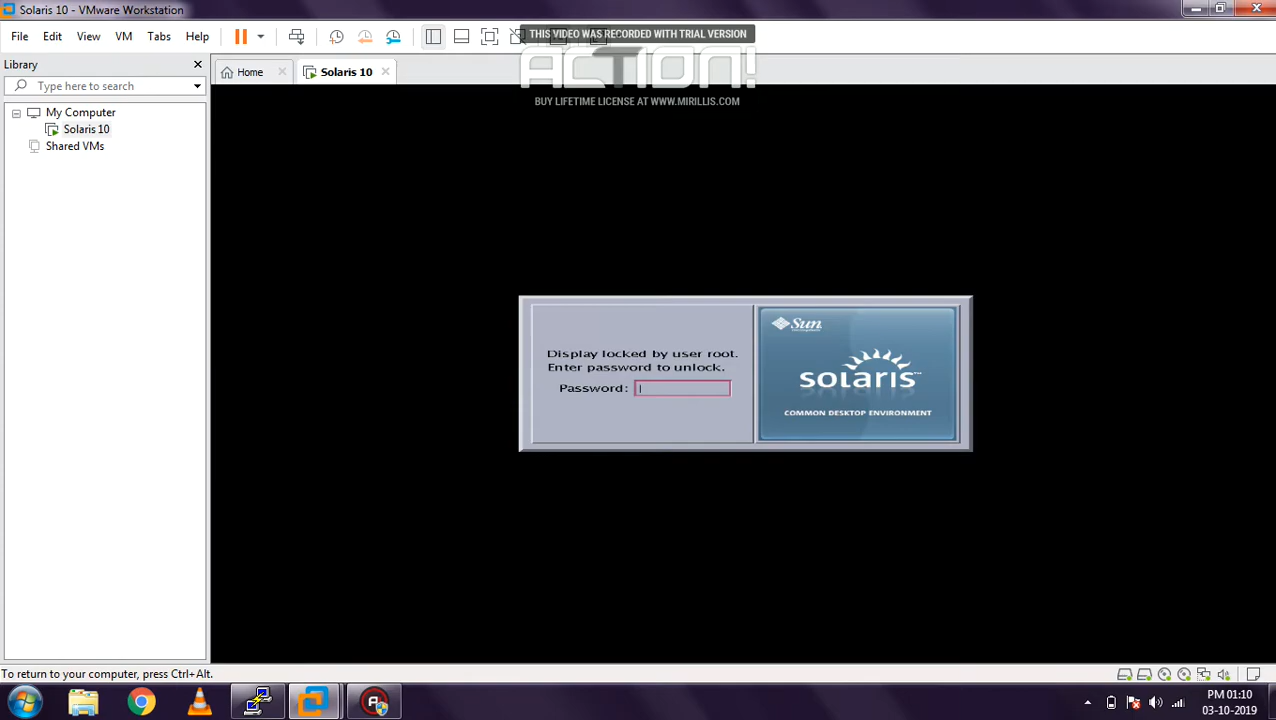 Solaris 10 - VMware Workstation
File Edit View VM Tabs Help
THIS VIDEO WAS RECORDED WITH TRIAL VERSION
ACTION!
BUY LIFETIME LICENSE AT WWW.MIRILLIS.COM
Library
Type here to search
My Computer
Solaris 10
Shared VMs
Home
Solaris 10
Display locked by user root.
Enter password to unlock.
Password:
Sun
solaris™
COMMON DESKTOP ENVIRONMENT
To return to your computer, press Ctrl+Alt.
PM 01:10
03-10-2019